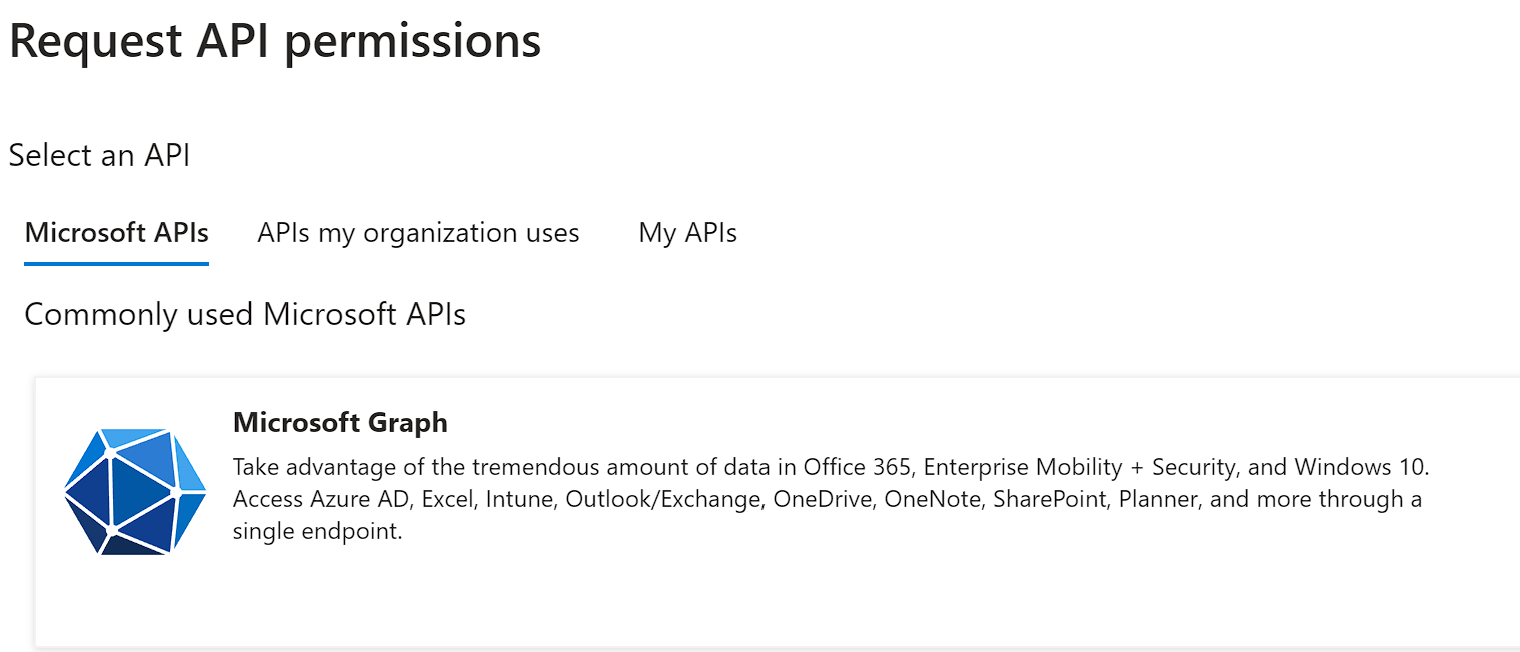 Request API permissions
Select an API
Microsoft APIs APIs my organization uses My APIs
Commonly used Microsoft APIs
Microsoft Graph
Take advantage of the tremendous amount of data in Office 365, Enterprise Mobility + Security, and Windows 10.
Access Azure AD, Excel, Intune, Outlook/Exchange, OneDrive, OneNote, SharePoint, Planner, and more through a
single endpoint.